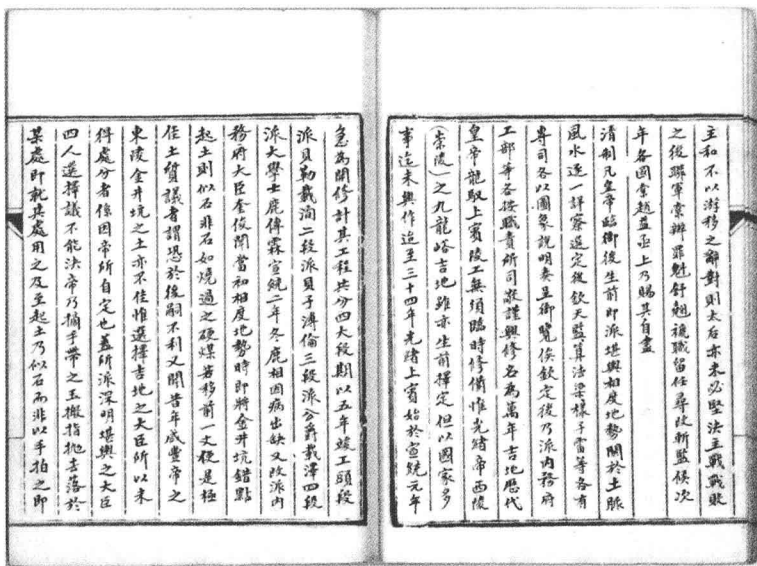 主和不以游移之辭對則太后亦未必堅決主戰戰敗
之後聯軍索辦罪魁舒翹褫職留任尋改斬監候次
年各國責趙益亟上乃賜其自盡
清制凡皇帝臨御後生前即派堪輿相度地勢關於土脈
風水逐一詳察選定後欽天監算法梁樣子雷等各有
專司各以圖象說明奏呈御覽俟欽定後乃派內務府
工部等各按職責所司敬謹興修名為萬年吉地歷代
皇帝龍馭上賓陵工無須臨時修備惟光緒帝西陵
（崇陵）之九龍峪吉地雖亦生前擇定但以國家多
事迄未興作迨至三十四年光緒上賓始於宣統元年
急為開修計其工程共分四大段期以五年竣工頭段
派貝勒載洵二段派貝子溥倫三段派公爵載澤四段
派大學士鹿傳霖宣統二年冬鹿相因病出缺又改派內
務府大臣奎俊聞當初相度地勢時即將金井坑錯點
起土則似石非石如燒過之硬煤若移前一丈便是極
佳土質議者謂恐於後嗣不利又聞昔年咸豐帝之
東陵金井坑之土亦不佳惟選擇吉地之大臣所以未
得處分者係因帝所自定也蓋所派深明堪輿之大臣
四人選擇議不能決帝乃摘手帶之玉搬指拋去落於
某處即就其處用之及至起土乃似石而非以手拍之即